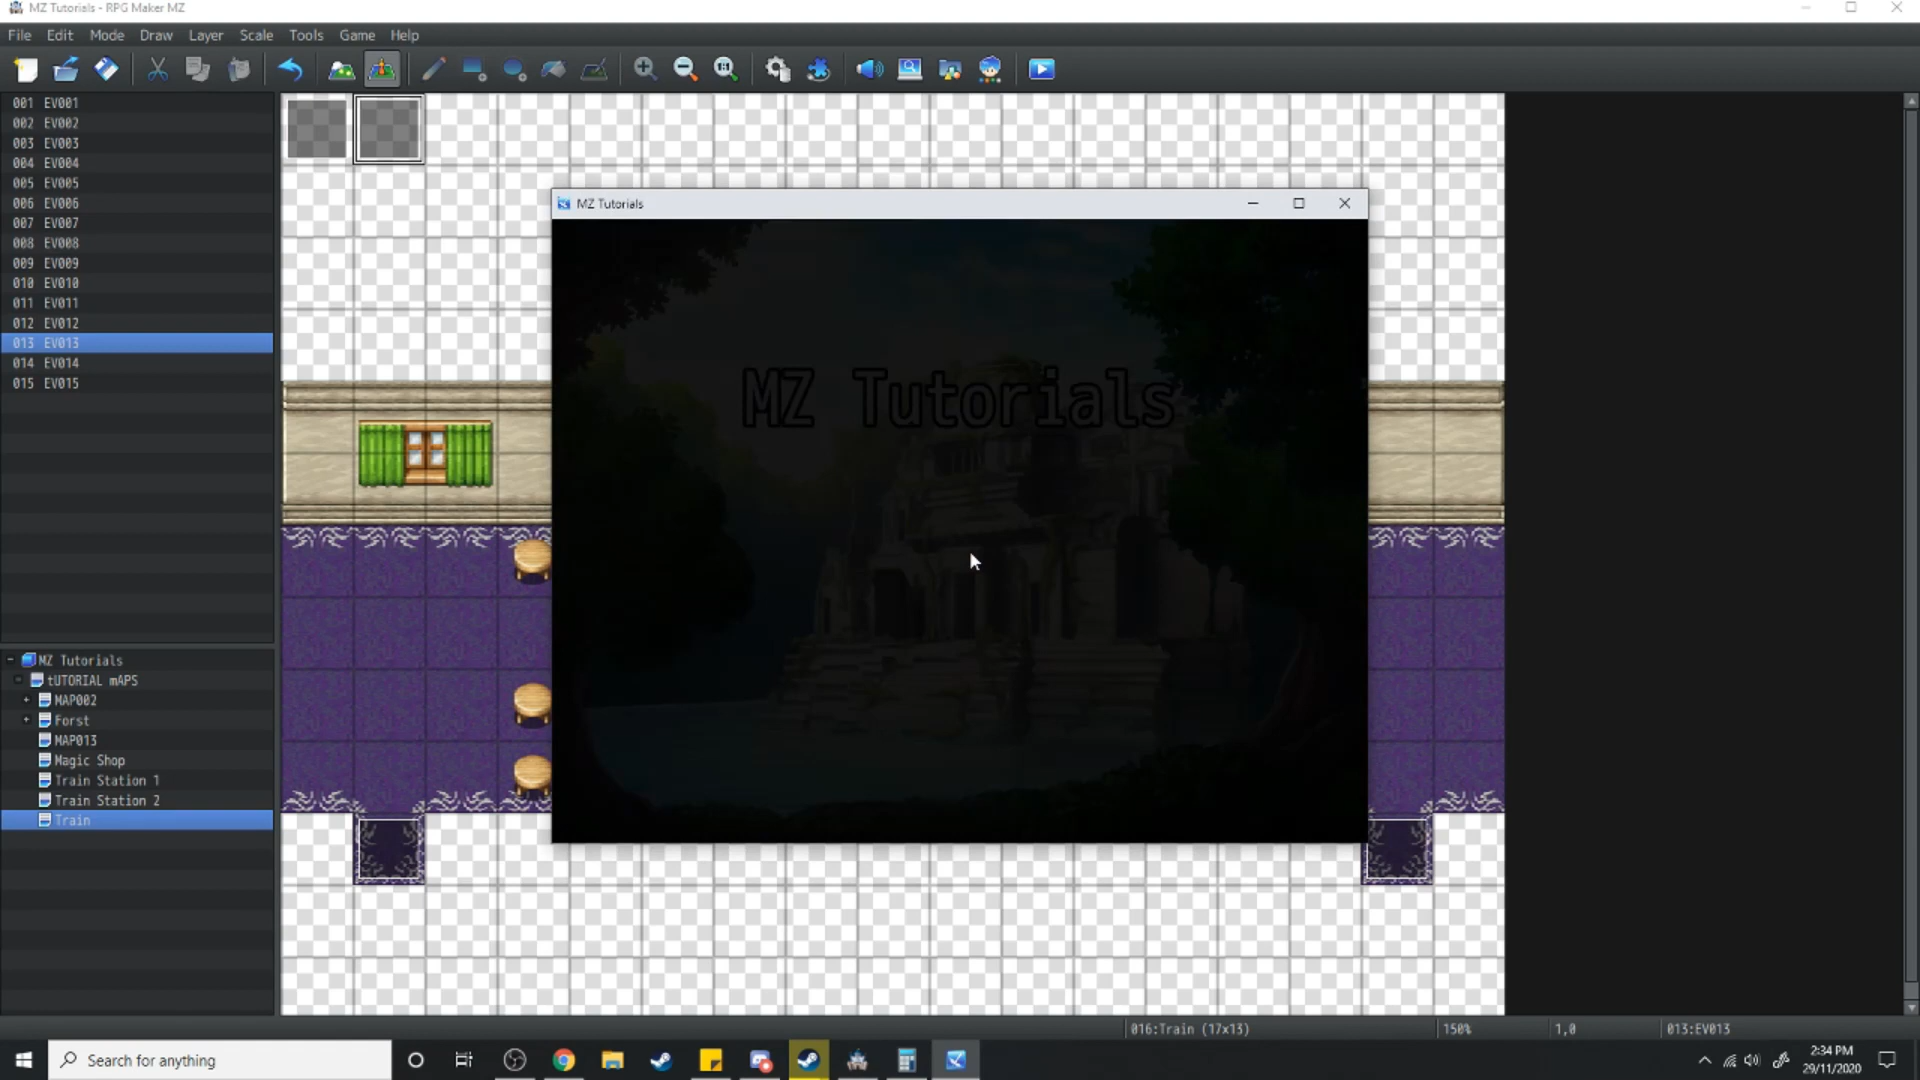 MZ Tutorials - RPG Maker MZ
File Edit Mode Draw Layer Scale Tools Game Help
001 EV001
002 EV002
003 EV003
004 EV004
005 EV005
006 EV006
007 EV007
008 EV008
009 EV009
010 EV010
011 EV011
012 EV012
013 EV013
014 EV014
015 EV015
MZ Tutorials
MZ Tutorials
MZ Tutorials
tUTORIAL mAPS
MAP002
Forst
MAP013
Magic Shop
Train Station 1
Train Station 2
Train
016:Train (17x13) 150% 1,0 013:EV013
Search for anything
2:34 PM
29/11/2020